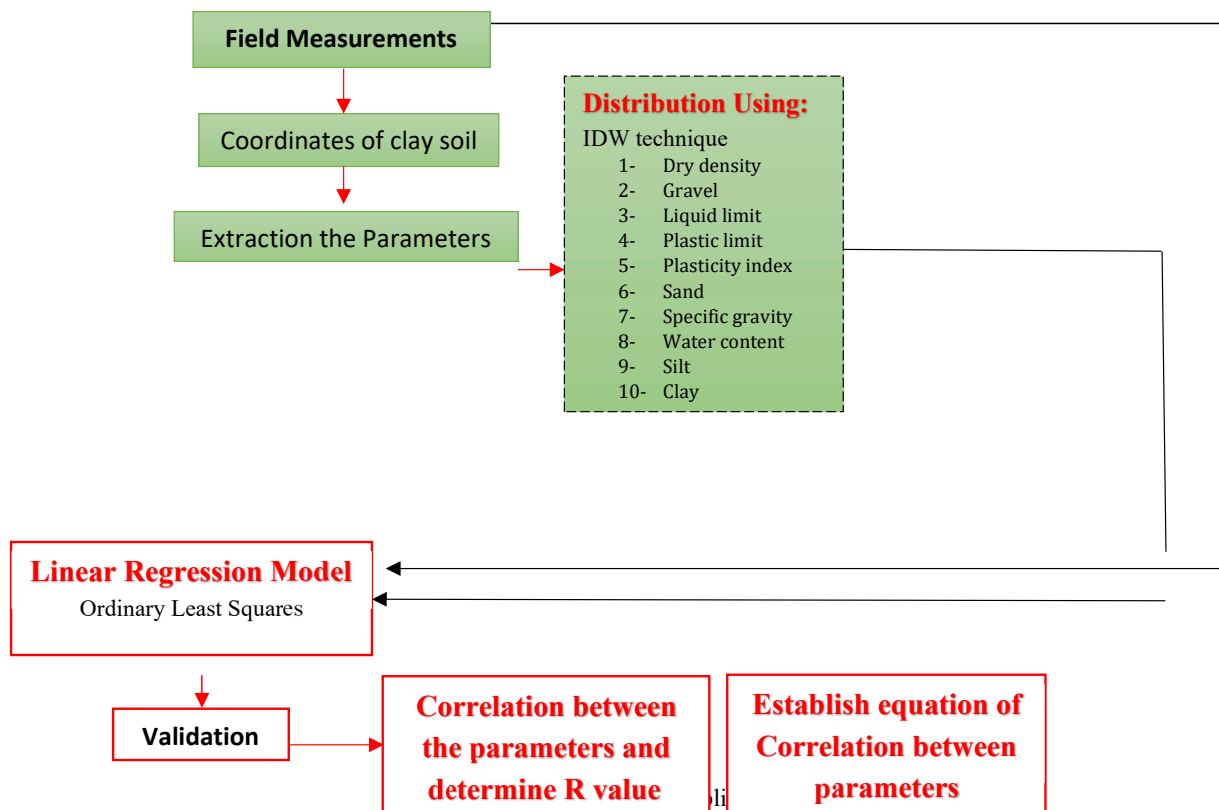 Field Measurements
Coordinates of clay soil
Extraction the Parameters
Distribution Using:
IDW technique
1- Dry density
2- Gravel
3- Liquid limit
4- Plastic limit
5- Plasticity index
6- Sand
7- Specific gravity
8- Water content
9- Silt
10- Clay
Linear Regression Model
Ordinary Least Squares
Validation
Correlation between
the parameters and
determine R value
Establish equation of
Correlation between
parameters